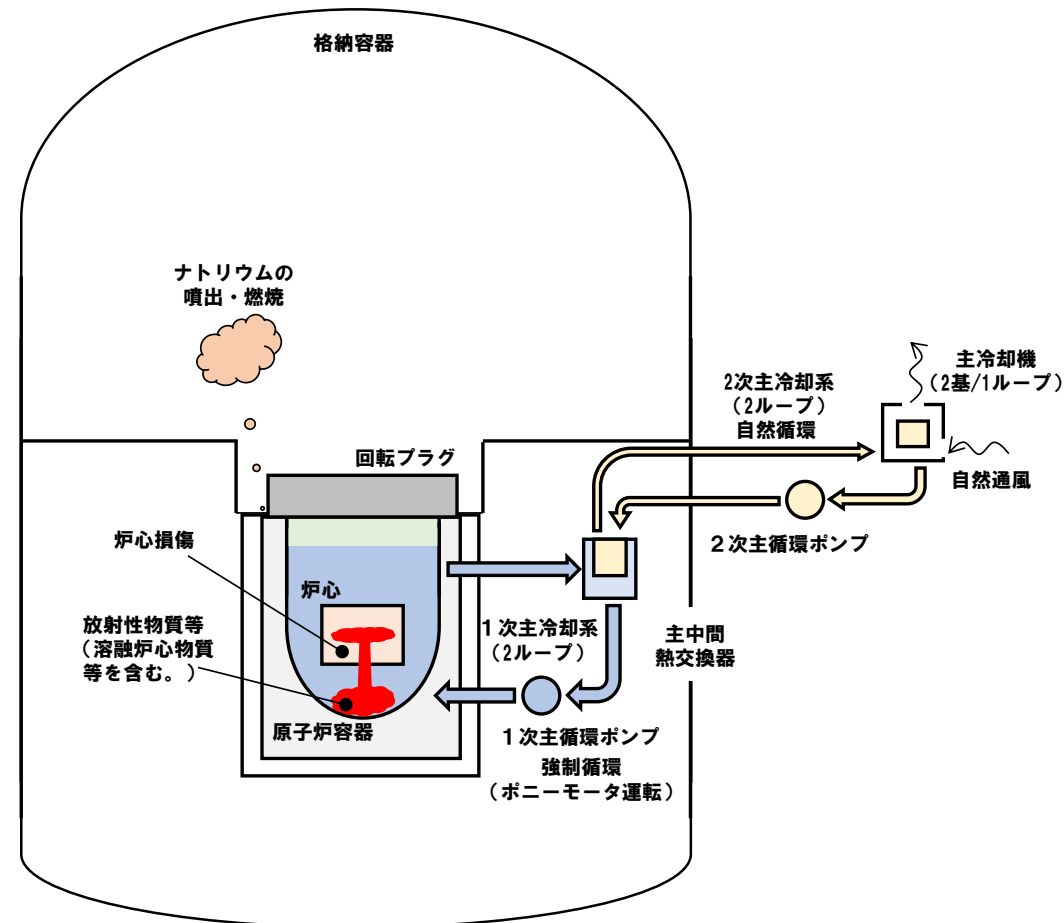 格納容器
ナトリウムの
噴出・燃焼
主冷却機
(2基/1ループ)
2次主冷却系
(2ループ)
自然循環
自然通風
回転プラグ
２次主循環ポンプ
炉心損傷
炉心
放射性物質等
(溶融炉心物質
等を含む。)
１次主冷却系
(2ループ)
主中間
熱交換器
原子炉容器
１次主循環ポンプ
強制循環
(ポニーモータ運転)